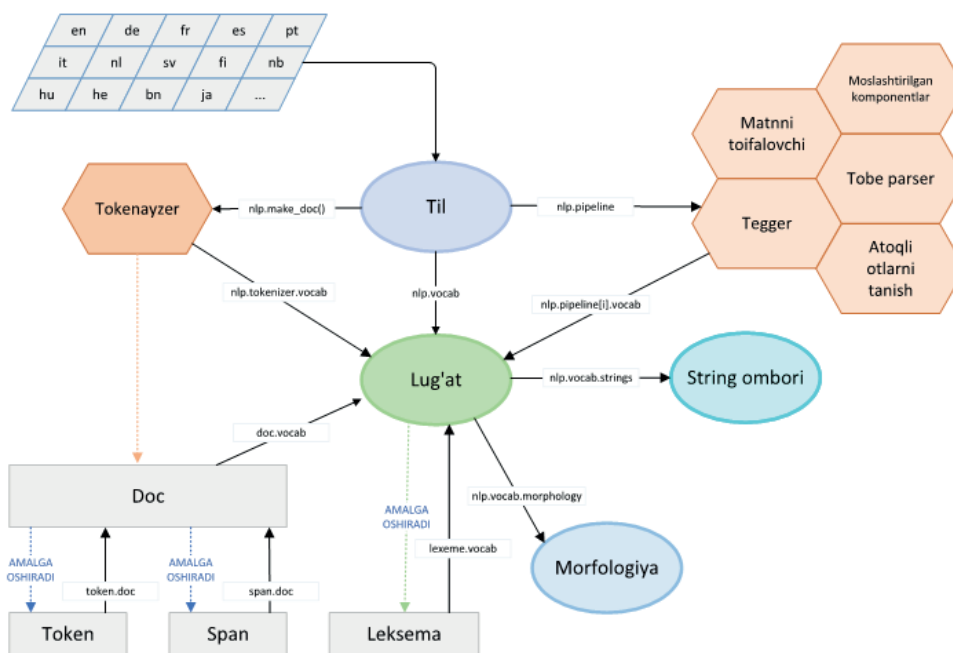 en de fr es pt
it nl sv fi nb
hu he bn ja ...
Moslashtirilgan
komponentlar
Matnni
toifalovchi
Tobe parser
Tokenayzer
nlp.make_doc()
Til
nlp.pipeline
Tegger
Atoqli
otlarni
tanish
nlp.tokenizer.vocab
nlp.vocab
nlp.pipeline[i].vocab
Lug'at
nlp.vocab.strings
String ombori
doc.vocab
Doc
nlp.vocab.morphology
AMALGA
OSHIRADI
lexeme.vocab
AMALGA
OSHIRADI
token.doc
AMALGA
OSHIRADI
span.doc
Morfologiya
Token
Span
Leksema